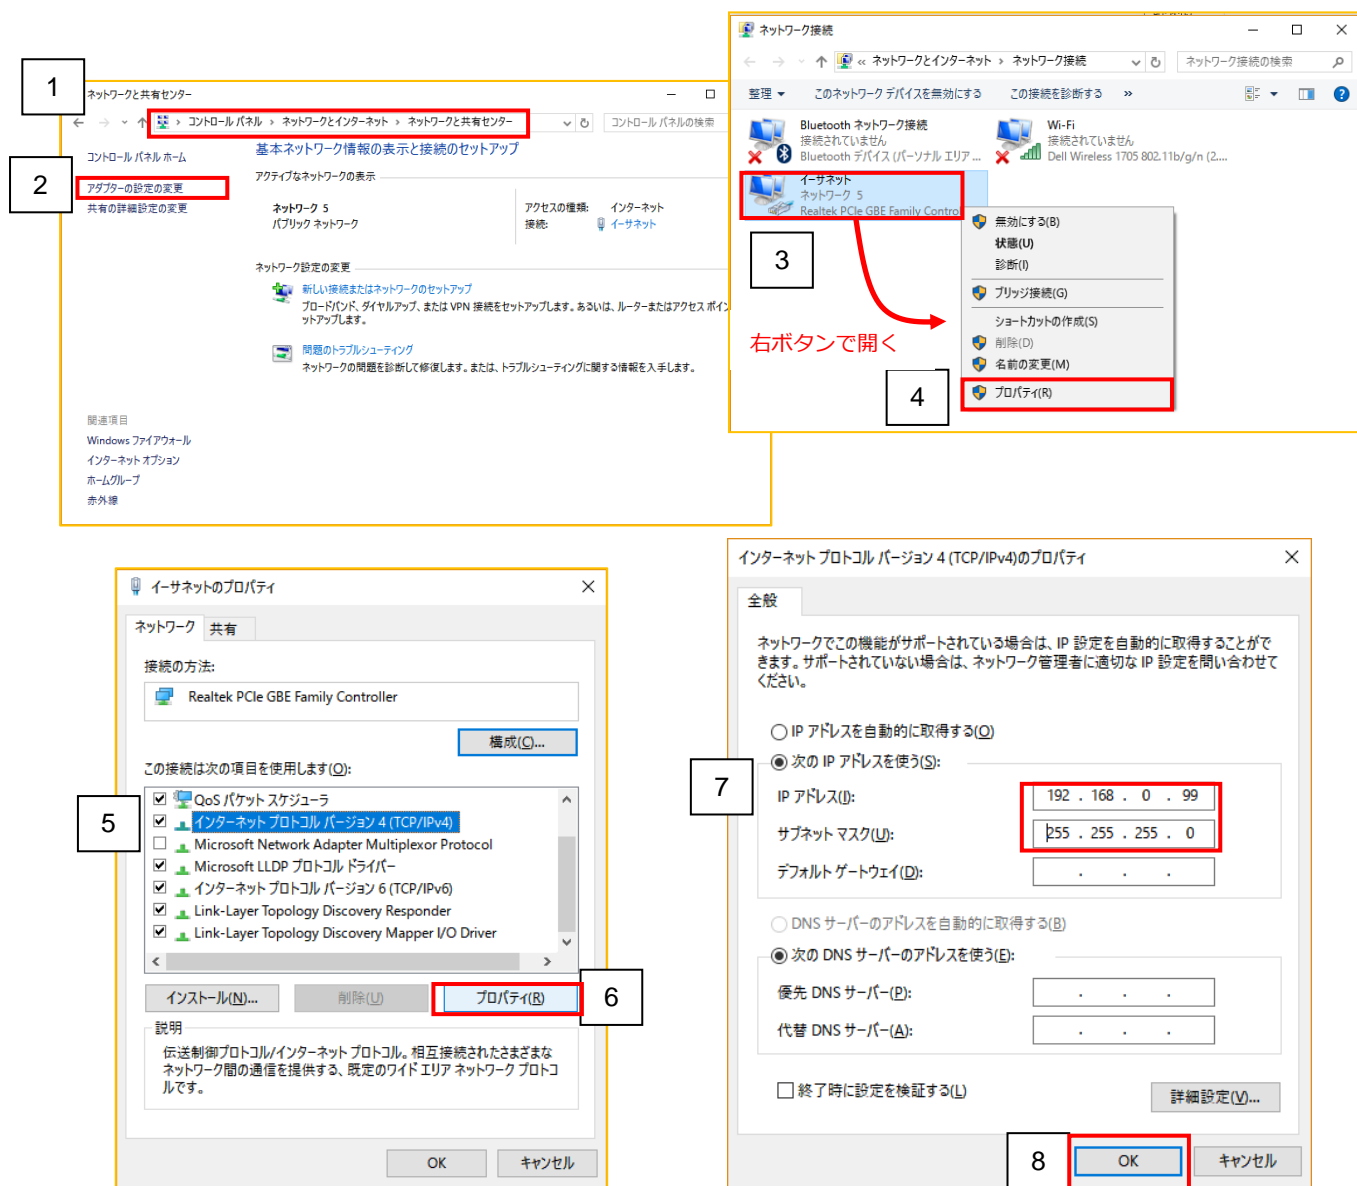 1
ネットワークと共有センター
コントロール パネル › ネットワークとインターネット › ネットワークと共有センター
コントロール パネルの検索
コントロール パネル ホーム
2
アダプターの設定の変更
共有の詳細設定の変更
基本ネットワーク情報の表示と接続のセットアップ
アクティブなネットワークの表示
ネットワーク 5
パブリック ネットワーク
アクセスの種類: インターネット
接続: イーサネット
ネットワーク設定の変更
新しい接続またはネットワークのセットアップ
ブロードバンド、ダイヤルアップ、または VPN 接続をセットアップします。あるいは、ルーターまたはアクセス ポイン
ットアップします。
問題のトラブルシューティング
ネットワークの問題を診断して修復します。または、トラブルシューティングに関する情報を入手します。
関連項目
Windows ファイアウォール
インターネット オプション
ホームグループ
赤外線
ネットワーク接続
« ネットワークとインターネット › ネットワーク接続
ネットワーク接続の検索
整理 このネットワーク デバイスを無効にする この接続を診断する »
Bluetooth ネットワーク接続
接続されていません
Bluetooth デバイス (パーソナル エリア ...
Wi-Fi
接続されていません
Dell Wireless 1705 802.11b/g/n (2....
イーサネット
ネットワーク 5
Realtek PCIe GBE Family Contro
3
右ボタンで開く
無効にする(B)
状態(U)
診断(I)
ブリッジ接続(G)
ショートカットの作成(S)
削除(D)
名前の変更(M)
4
プロパティ(R)
イーサネットのプロパティ
ネットワーク 共有
接続の方法:
Realtek PCIe GBE Family Controller
構成(C)...
この接続は次の項目を使用します(O):
5
QoS パケット スケジューラ
インターネット プロトコル バージョン 4 (TCP/IPv4)
Microsoft Network Adapter Multiplexor Protocol
Microsoft LLDP プロトコル ドライバー
インターネット プロトコル バージョン 6 (TCP/IPv6)
Link-Layer Topology Discovery Responder
Link-Layer Topology Discovery Mapper I/O Driver
インストール(N)... 削除(U) プロパティ(R)
6
説明
伝送制御プロトコル/インターネット プロトコル。相互接続されたさまざまな
ネットワーク間の通信を提供する、既定のワイド エリア ネットワーク プロトコ
ルです。
OK キャンセル
インターネット プロトコル バージョン 4 (TCP/IPv4)のプロパティ
全般
ネットワークでこの機能がサポートされている場合は、IP 設定を自動的に取得することがで
きます。サポートされていない場合は、ネットワーク管理者に適切な IP 設定を問い合わせて
ください。
IP アドレスを自動的に取得する(O)
次の IP アドレスを使う(S):
7
IP アドレス(I): 192 . 168 . 0 . 99
サブネット マスク(U): 255 . 255 . 255 . 0
デフォルト ゲートウェイ(D): . . .
DNS サーバーのアドレスを自動的に取得する(B)
次の DNS サーバーのアドレスを使う(E):
優先 DNS サーバー(P): . . .
代替 DNS サーバー(A): . . .
終了時に設定を検証する(L)
詳細設定(V)...
8
OK キャンセル